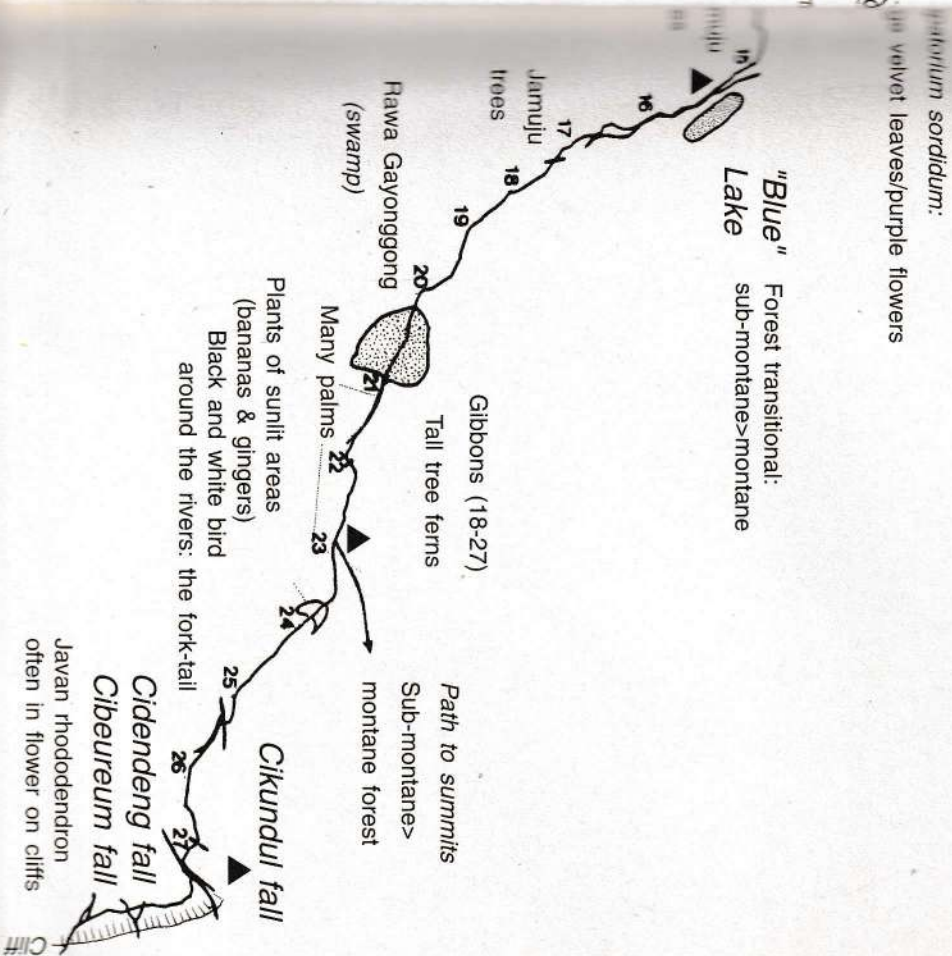 sordidum:
velvet leaves/purple flowers
"Blue"
Lake
Forest transitional:
sub-montane>montane
15
16
17
Jamuju
trees
18
19
20
Rawa Gayonggong
(swamp)
21
Gibbons (18-27)
Tall tree ferns
Many palms
22
23
Path to summits
Sub-montane>
montane forest
24
Plants of sunlit areas
(bananas & gingers)
Black and white bird
around the rivers: the fork-tail
25
26
27
Cikundul fall
Cidendeng fall
Cibeureum fall
Javan rhododendron
often in flower on cliffs
Cliff